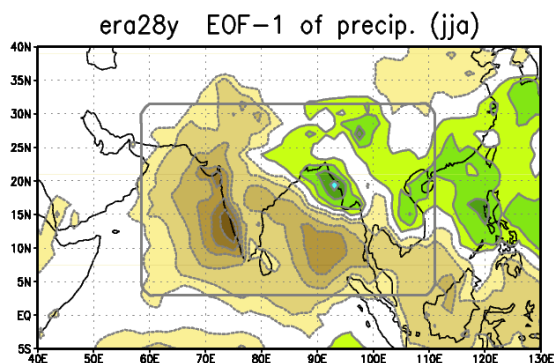 era28y EOF-1 of precip. (jja)
40N
35N
30N
25N
20N
15N
10N
5N
EQ
5S
40E 50E 60E 70E 80E 90E 100E 110E 120E 130E